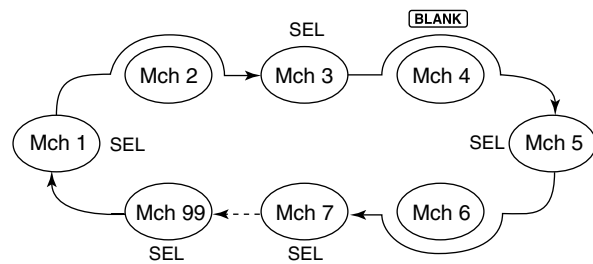 BLANK
SEL
Mch 2
Mch 3
Mch 4
Mch 1
SEL
SEL
Mch 5
Mch 99
Mch 7
Mch 6
SEL
SEL